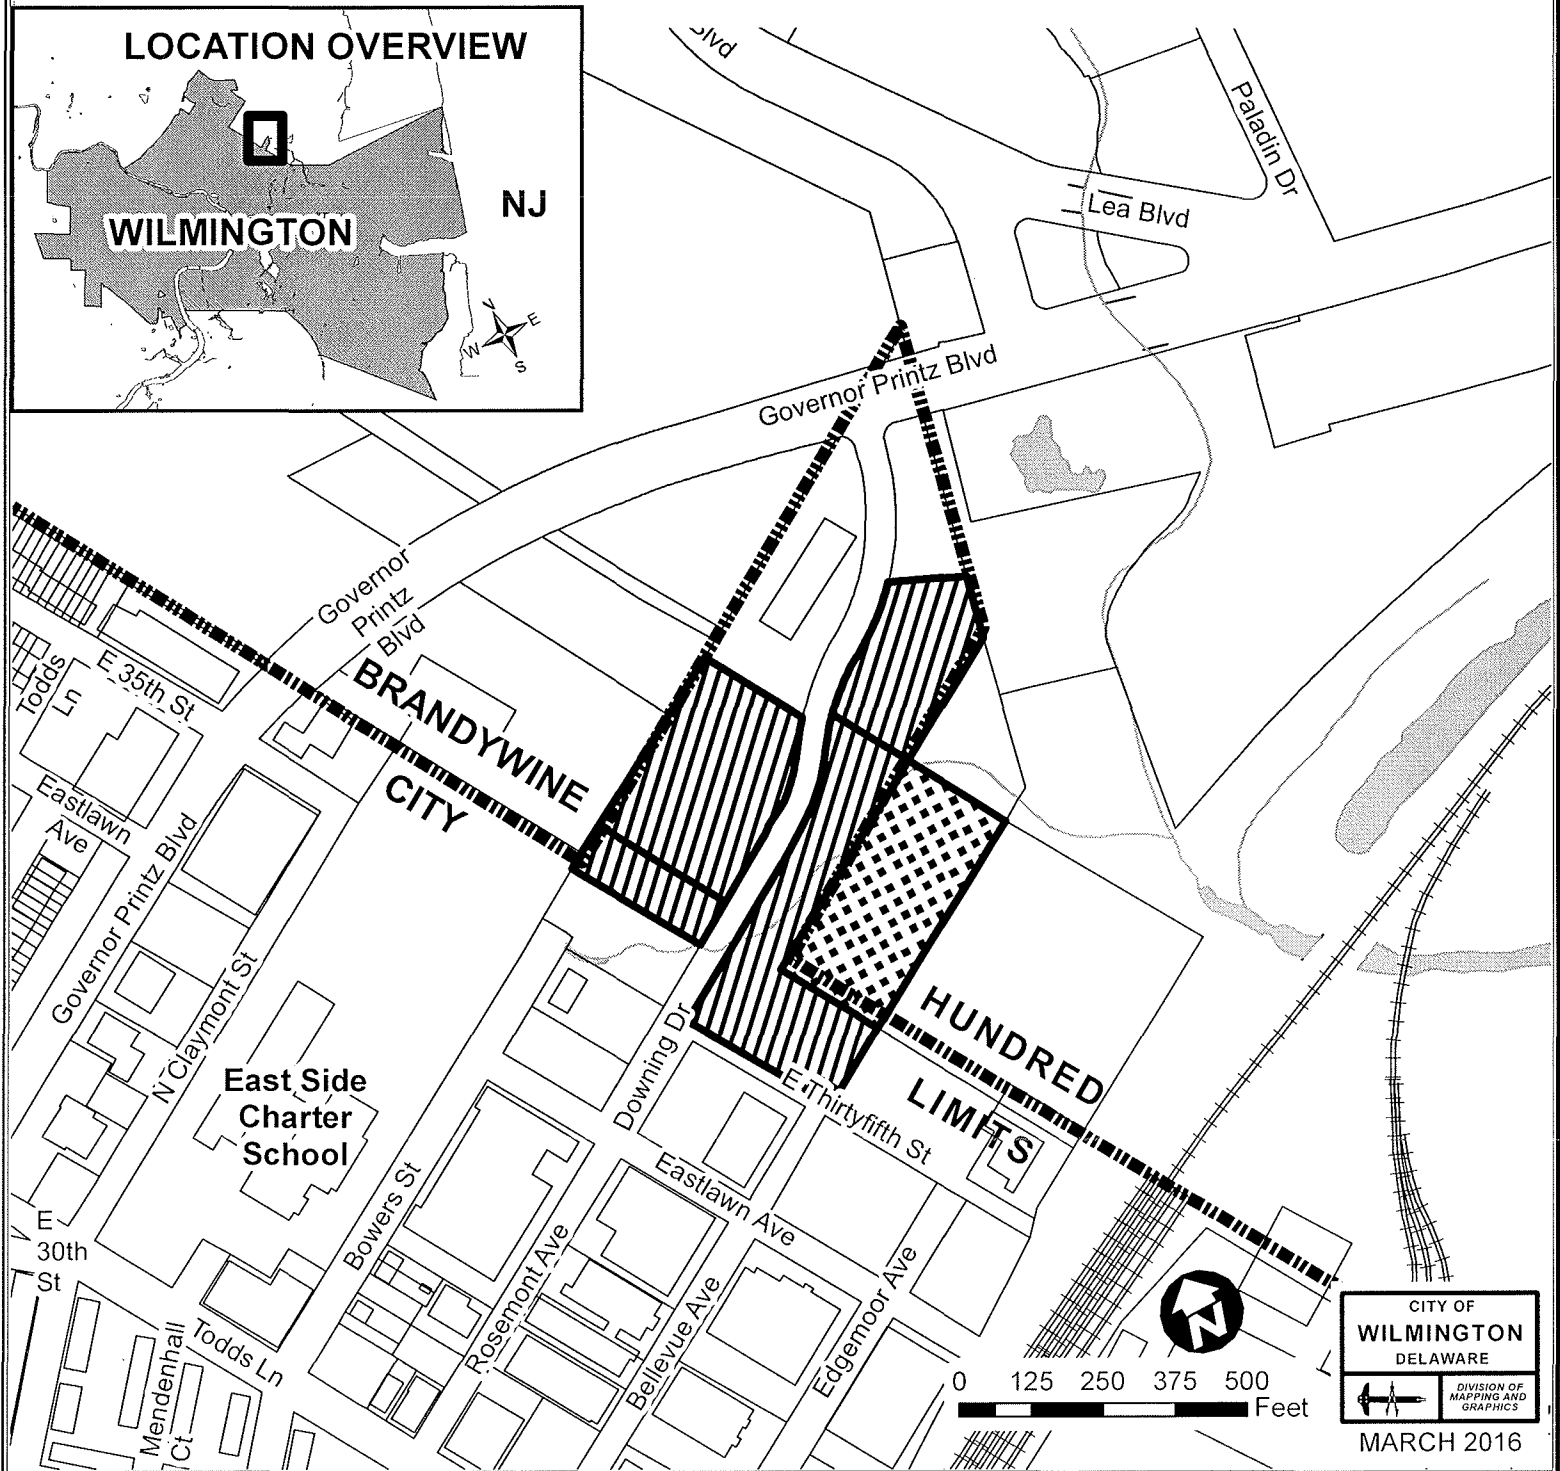 LOCATION OVERVIEW
WILMINGTON
NJ
E
W
S
Blvd
Paladin Dr
Lea Blvd
Governor Printz Blvd
Governor
Printz
Blvd
BRANDYWINE
CITY
E 35th St
Todds
Ln
Eastlawn
Ave
Governor Printz Blvd
N Claymont St
East Side
Charter
School
HUNDRED
LIMITS
Downing Dr
E Thirtyfifth St
Eastlawn Ave
Bowers St
Rosemont Ave
Bellevue Ave
Edgemoor Ave
E
30th
St
Todds Ln
Mendenhall
Ct
N
0 125 250 375 500
Feet
CITY OF
WILMINGTON
DELAWARE
DIVISION OF
MAPPING AND
GRAPHICS
MARCH 2016